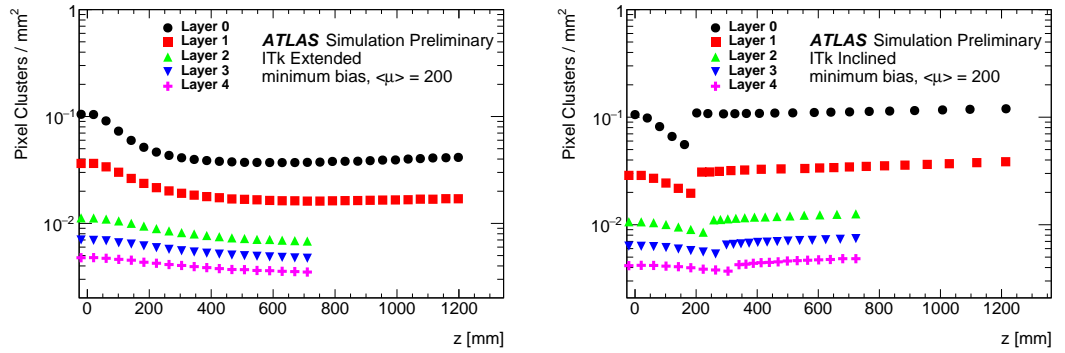 Layer 0
Layer 1
Layer 2
Layer 3
Layer 4
ATLAS Simulation Preliminary
ITk Extended
minimum bias, <μ> = 200
Pixel Clusters / mm²
10⁻¹
10⁻²
0 200 400 600 800 1000 1200
z [mm]
Layer 0
Layer 1
Layer 2
Layer 3
Layer 4
ATLAS Simulation Preliminary
ITk Inclined
minimum bias, <μ> = 200
Pixel Clusters / mm²
10⁻¹
10⁻²
0 200 400 600 800 1000 1200
z [mm]